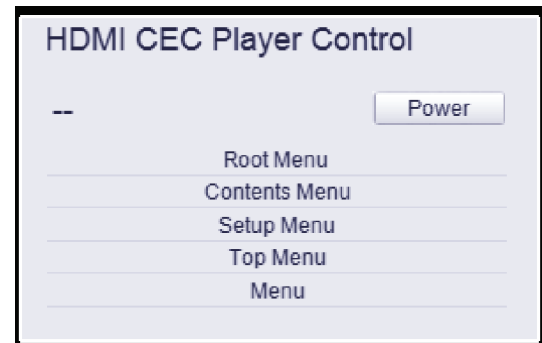 HDMI CEC Player Control
-- Power
Root Menu
Contents Menu
Setup Menu
Top Menu
Menu